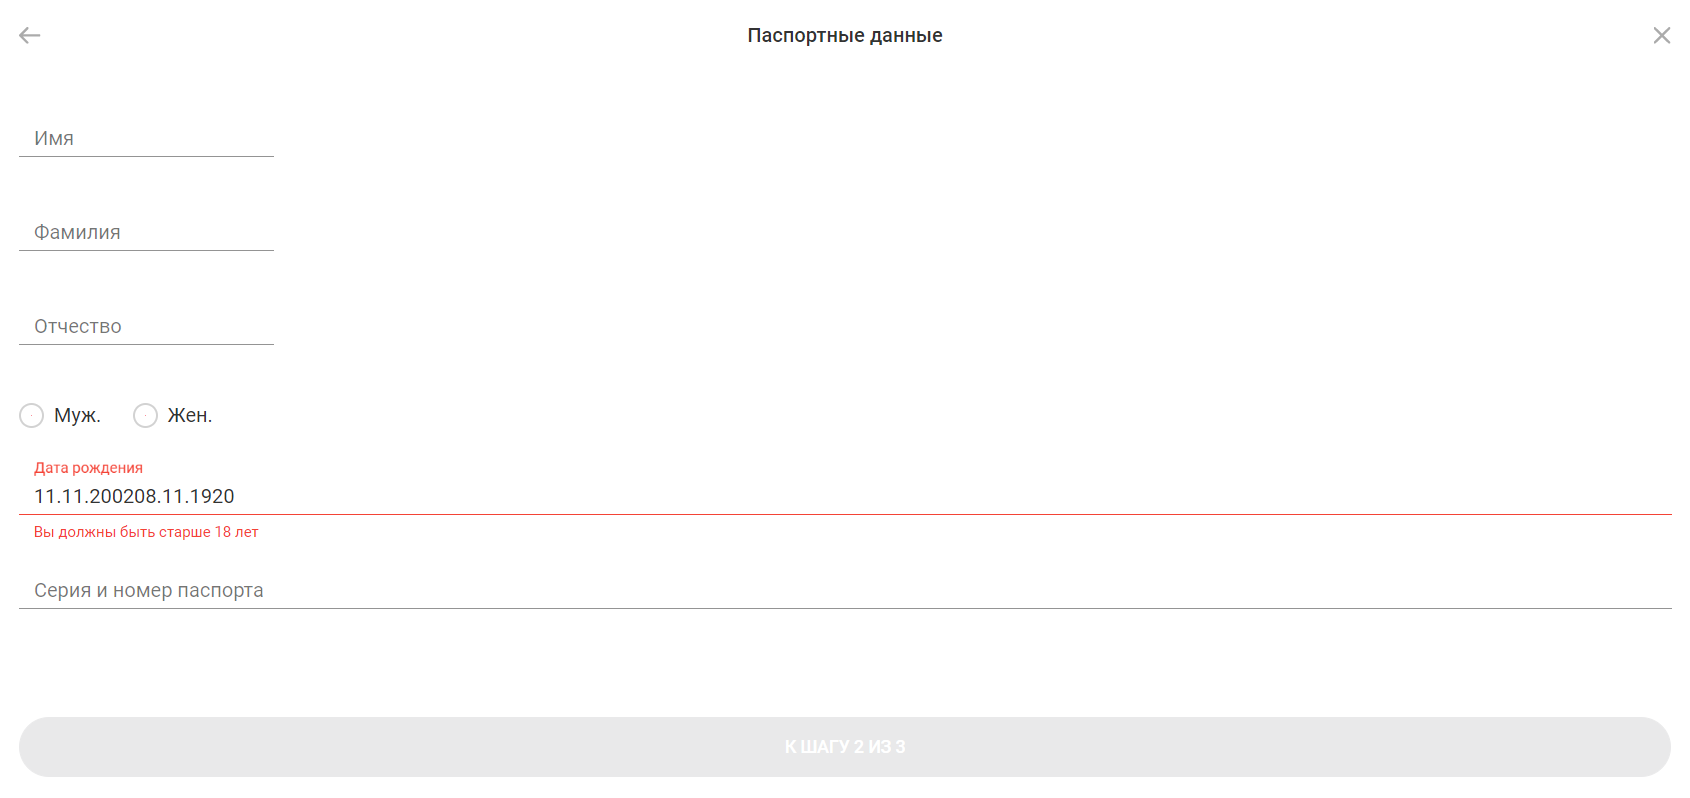 Паспортные данные
Имя
Фамилия
Отчество
Муж. Жен.
Дата рождения
11.11.200208.11.1920
Вы должны быть старше 18 лет
Серия и номер паспорта
К ШАГУ 2 ИЗ 3